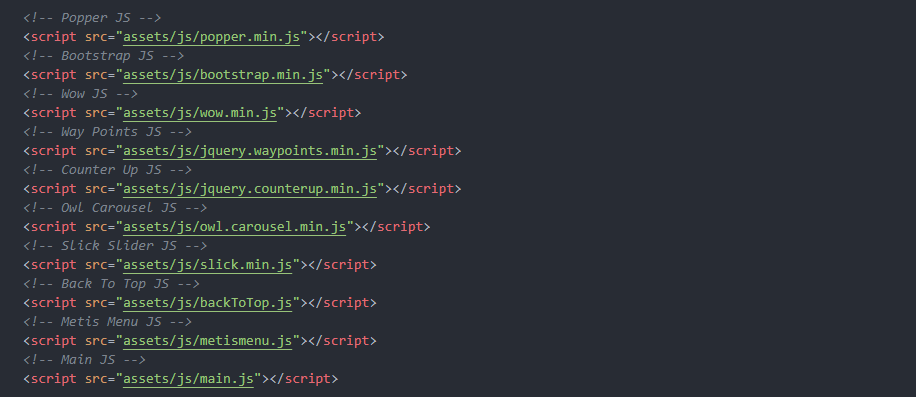 <!-- Popper JS -->
<script src="assets/js/popper.min.js"></script>
<!-- Bootstrap JS -->
<script src="assets/js/bootstrap.min.js"></script>
<!-- Wow JS -->
<script src="assets/js/wow.min.js"></script>
<!-- Way Points JS -->
<script src="assets/js/jquery.waypoints.min.js"></script>
<!-- Counter Up JS -->
<script src="assets/js/jquery.counterup.min.js"></script>
<!-- Owl Carousel JS -->
<script src="assets/js/owl.carousel.min.js"></script>
<!-- Slick Slider JS -->
<script src="assets/js/slick.min.js"></script>
<!-- Back To Top JS -->
<script src="assets/js/backToTop.js"></script>
<!-- Metis Menu JS -->
<script src="assets/js/metismenu.js"></script>
<!-- Main JS -->
<script src="assets/js/main.js"></script>